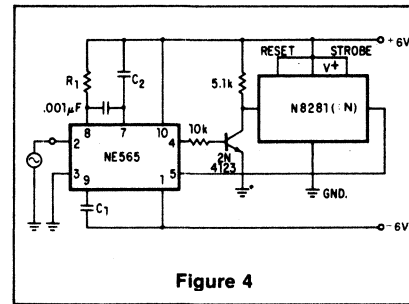 RESET STROBE
+6V
V+
R1
C2
5.1k
.001μF
N8281(÷N)
8 7 10
10k
2 4
NE565
2N
4123
3 5
9 1
GND.
C1
-6V
Figure 4